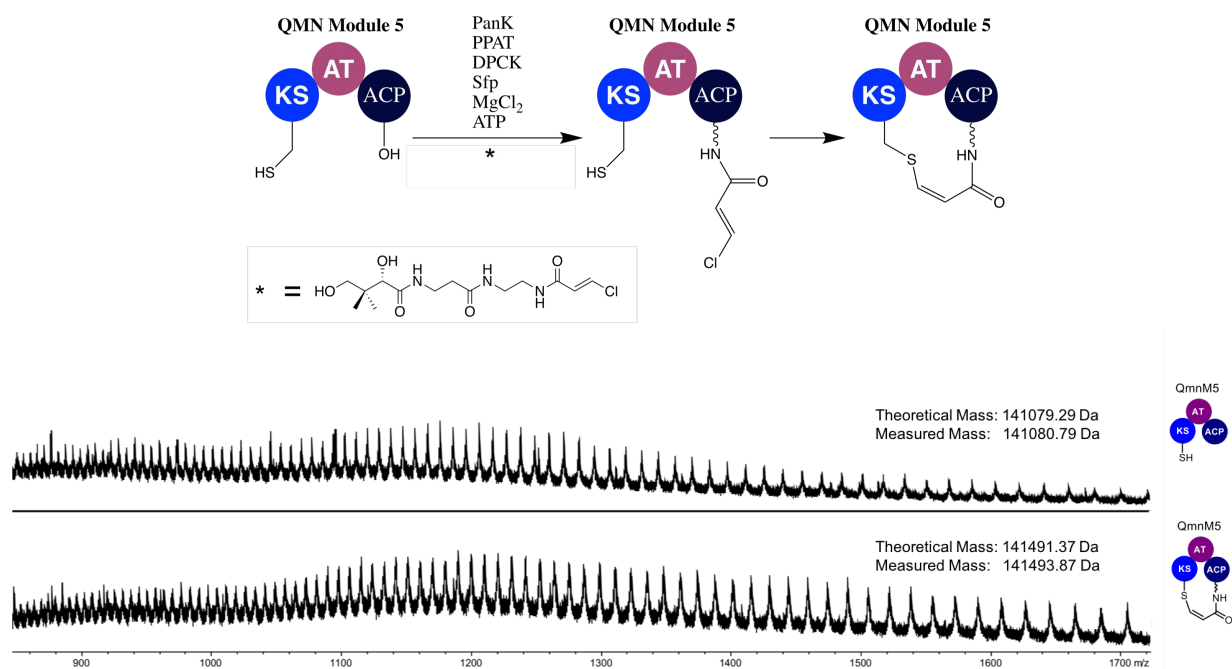 QMN Module 5
PanK
PPAT
DPCK
Sfp
MgCl2
ATP
*
QMN Module 5
QMN Module 5
KS AT ACP
HS OH
KS AT ACP
HS HN O Cl
KS AT ACP
S HN O
* = HO OH O H N O H N N H O Cl
Theoretical Mass: 141079.29 Da
Measured Mass: 141080.79 Da
QmnM5
AT
KS ACP
SH
Theoretical Mass: 141491.37 Da
Measured Mass: 141493.87 Da
QmnM5
AT
KS ACP
S NH
O
900 1000 1100 1200 1300 1400 1500 1600 1700 m/z